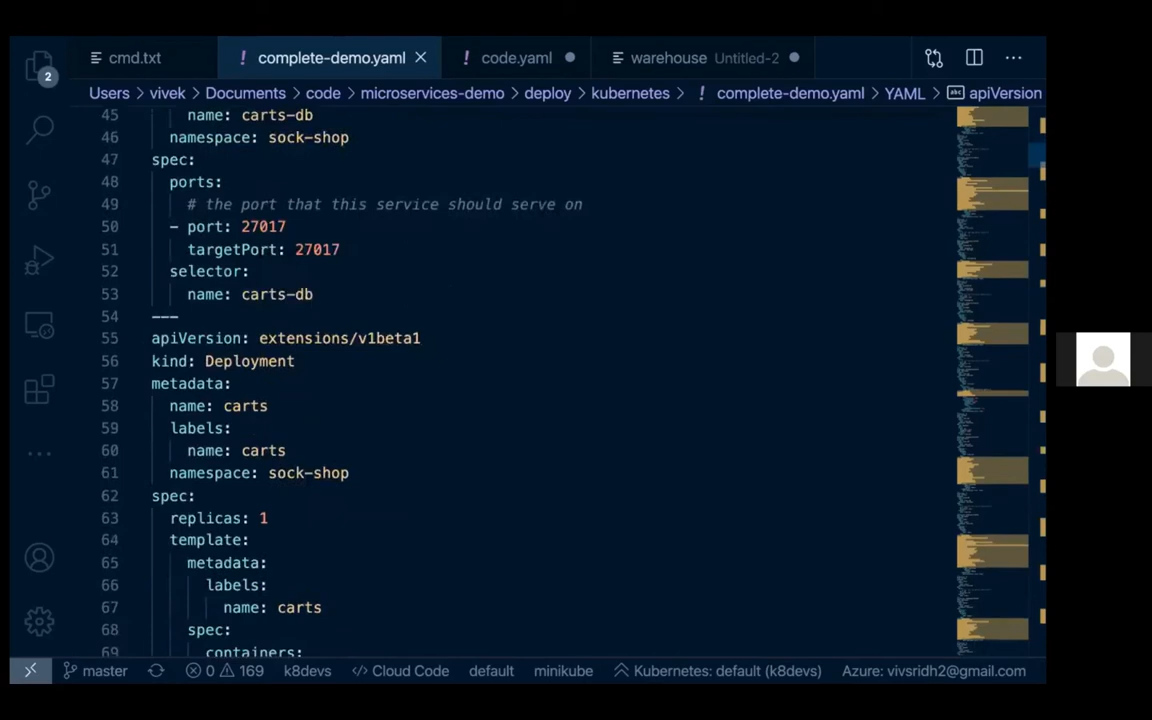 cmd.txt
! complete-demo.yaml ×
! code.yaml
warehouse Untitled-2
2
Users > vivek > Documents > code > microservices-demo > deploy > kubernetes > ! complete-demo.yaml > YAML > abc apiVersion
45 name: carts-db
46 namespace: sock-shop
47 spec:
48 ports:
49 # the port that this service should serve on
50 - port: 27017
51 targetPort: 27017
52 selector:
53 name: carts-db
54 ---
55 apiVersion: extensions/v1beta1
56 kind: Deployment
57 metadata:
58 name: carts
59 labels:
60 name: carts
61 namespace: sock-shop
62 spec:
63 replicas: 1
64 template:
65 metadata:
66 labels:
67 name: carts
68 spec:
69 containers:
master 0 169 k8devs Cloud Code default minikube Kubernetes: default (k8devs) Azure: vivsridh2@gmail.com